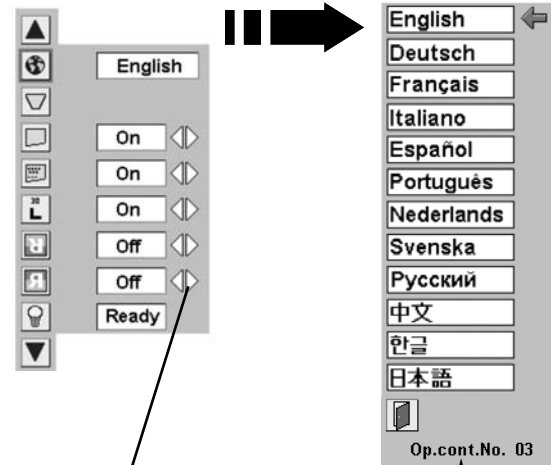 English
On
On
30
L
On
R
Off
R
Off
Ready
English
Deutsch
Français
Italiano
Español
Português
Nederlands
Svenska
Русский
中文
한글
日本語
Op.cont.No. 03